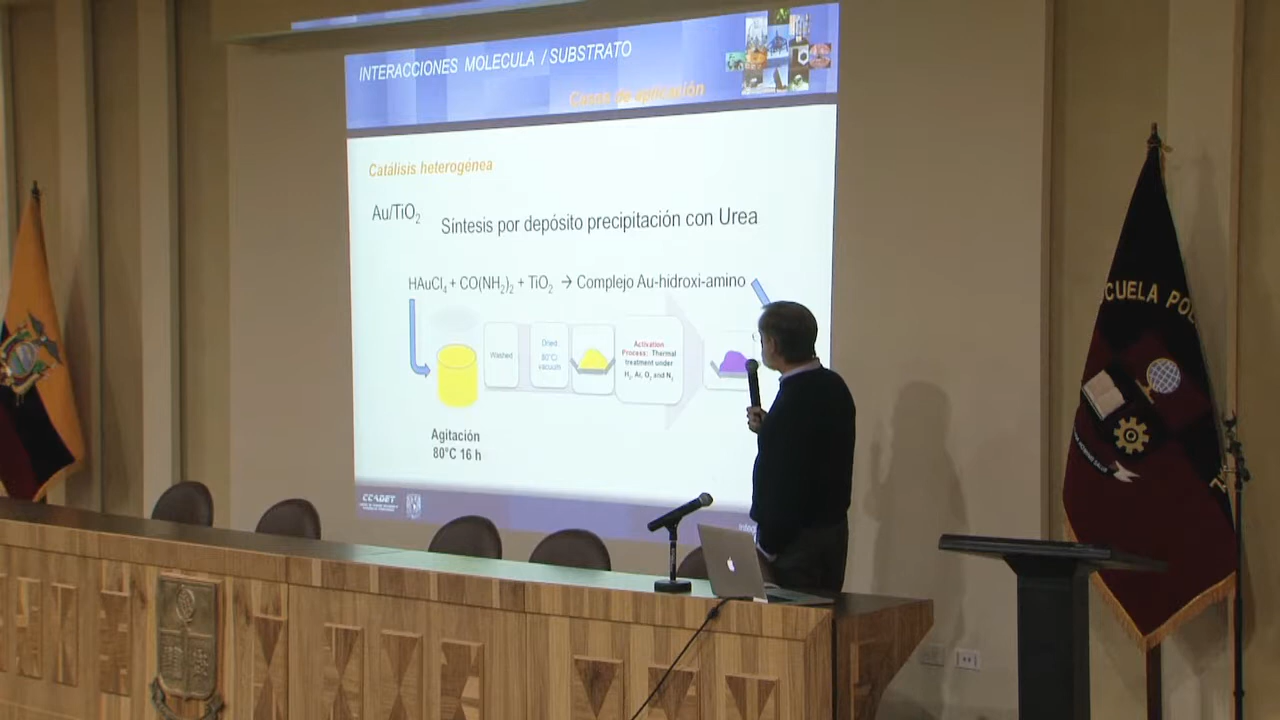 INTERACCIONES MOLECULA / SUBSTRATO
Casos de aplicación
Catálisis heterogénea
Au/TiO2
Síntesis por depósito precipitación con Urea
HAuCl4 + CO(NH2)2 + TiO2 → Complejo Au-hidroxi-amino
Washed
Dried
80°C/
vacuum
Activation
Process: Thermal
treatment under
H2, Ar, O2 and N2
Agitación
80°C 16 h
CCADET
CUELA POL